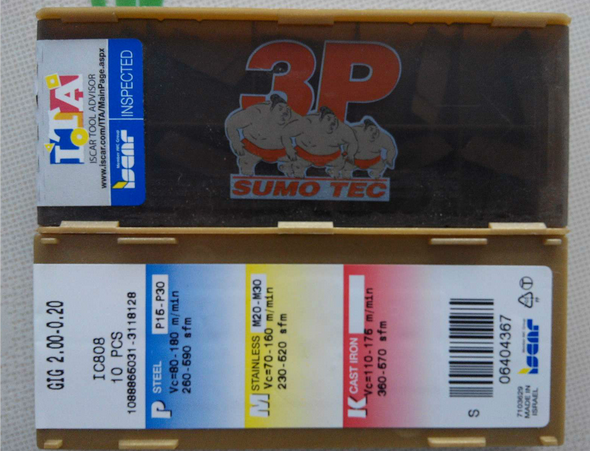 3P
SUMO TEC
ITA
ISCAR TOOL ADVISOR
www.iscar.com/ITA/MainPage.aspx
iscar
INSPECTED
GIG 2.00-0.20
IC808
10 PCS
1088865031-3118128
P STEEL P15-P30
Vc=80-180 m/min
260-590 sfm
M STAINLESS M20-M30
Vc=70-160 m/min
230-520 sfm
K CAST IRON
Vc=110-175 m/min
360-570 sfm
S
06404367
iscar
7103629
MADE IN
ISRAEL